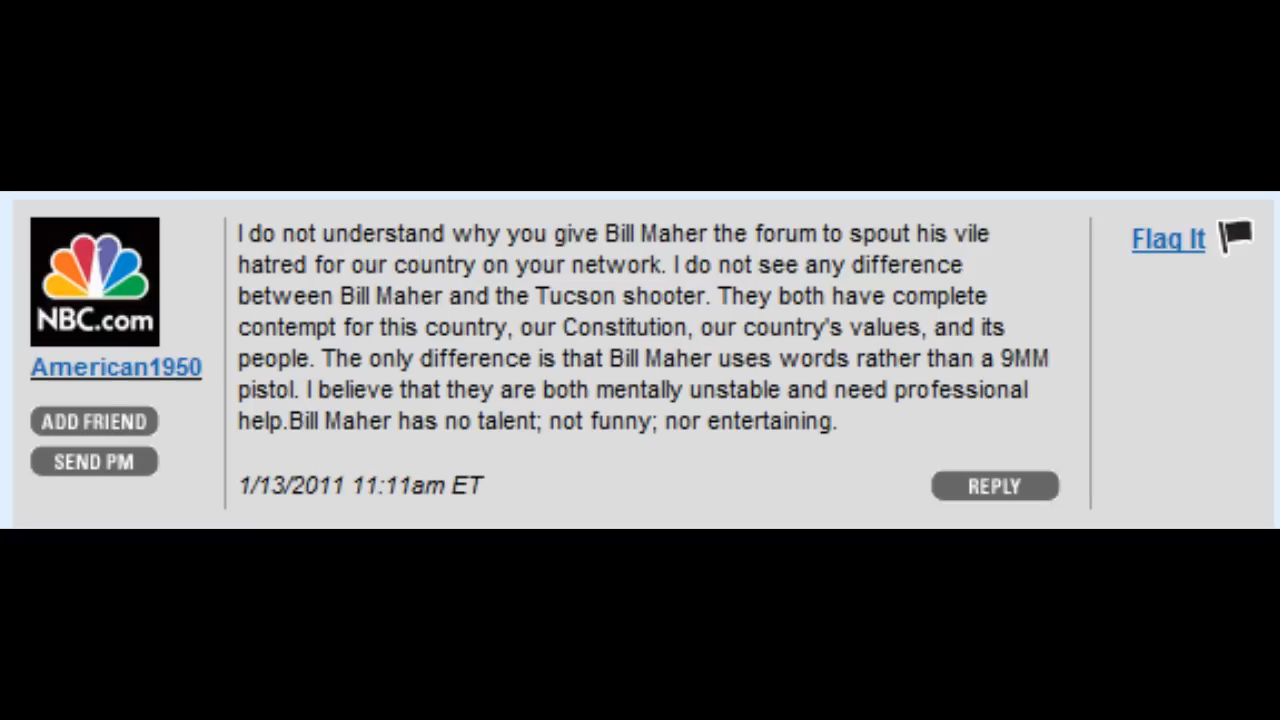 I do not understand why you give Bill Maher the forum to spout his vile
hatred for our country on your network. I do not see any difference
between Bill Maher and the Tucson shooter. They both have complete
contempt for this country, our Constitution, our country's values, and its
people. The only difference is that Bill Maher uses words rather than a 9MM
pistol. I believe that they are both mentally unstable and need professional
help.Bill Maher has no talent; not funny; nor entertaining.
1/13/2011 11:11am ET
REPLY
NBC.com
American1950
ADD FRIEND
SEND PM
Flag It